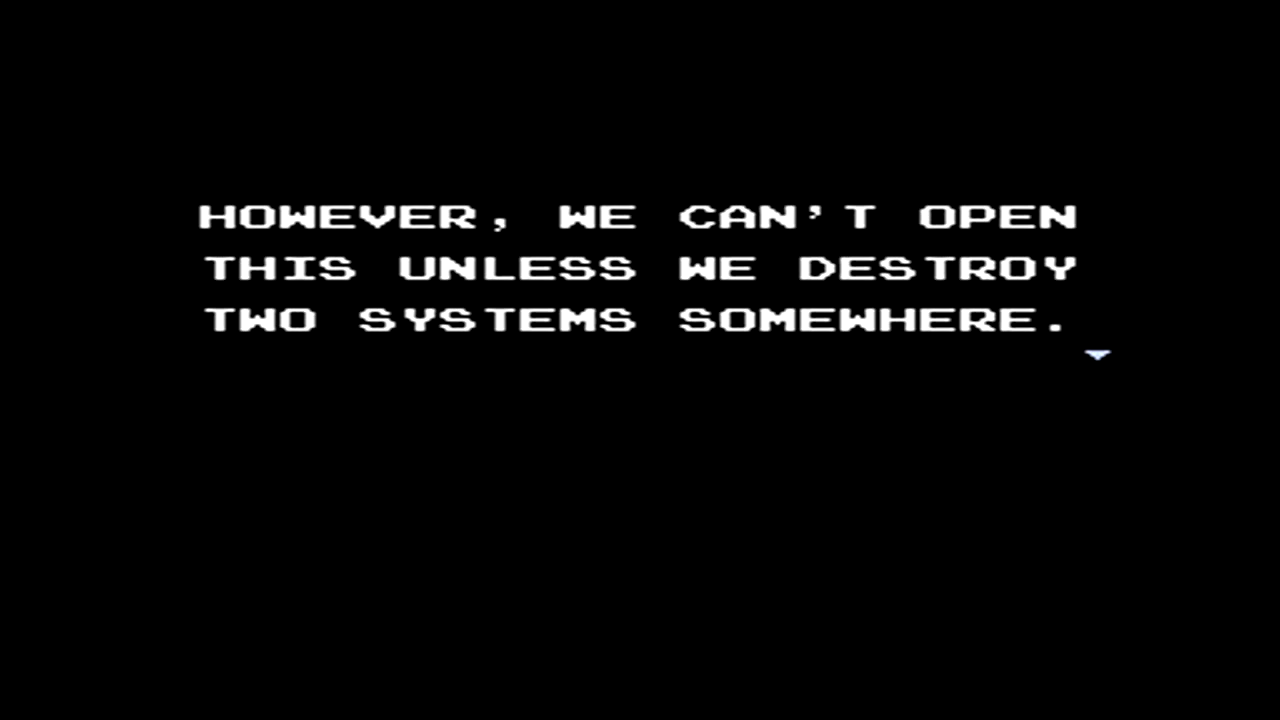 HOWEVER, WE CAN'T OPEN
THIS UNLESS WE DESTROY
TWO SYSTEMS SOMEWHERE.